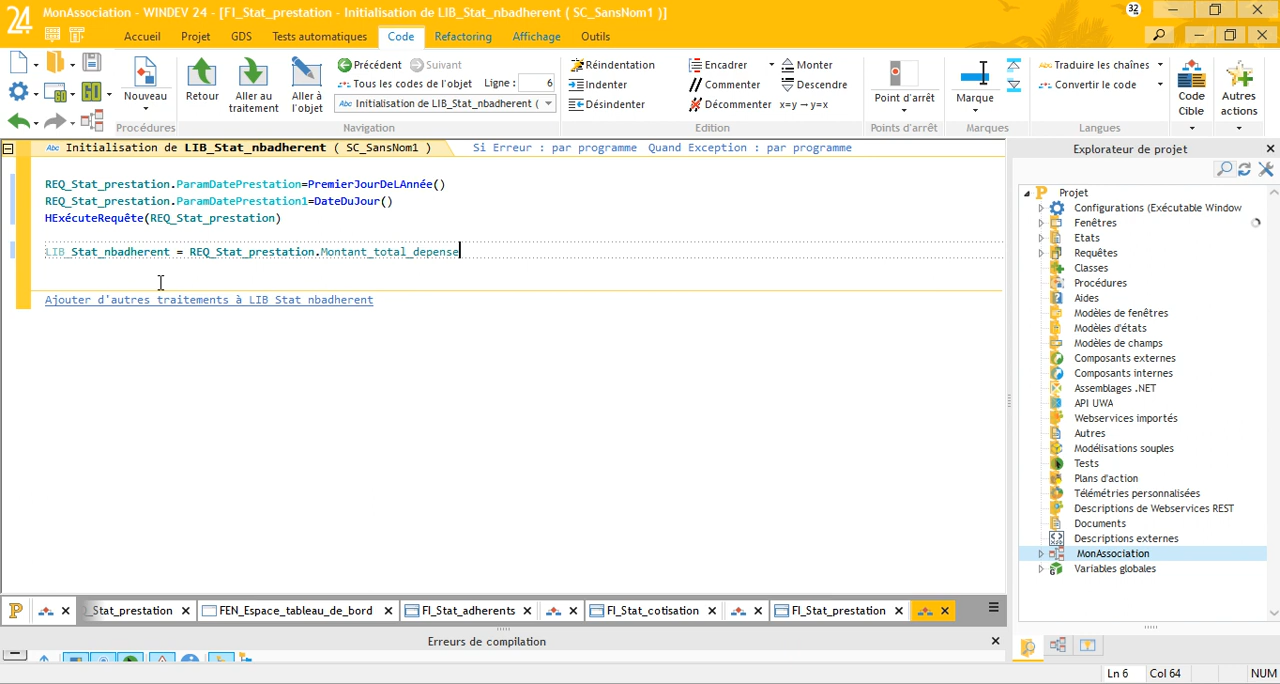 24 MonAssociation - WINDEV 24 - [FI_Stat_prestation - Initialisation de LIB_Stat_nbadherent ( SC_SansNom1 )]
32
Accueil Projet GDS Tests automatiques Code Refactoring Affichage Outils
Nouveau
Procédures
Retour
Aller au traitement
Aller à l'objet
Précédent Suivant Ligne : 6
Tous les codes de l'objet
Abc Initialisation de LIB_Stat_nbadherent (
Navigation
Réindentation
Indenter
Désindenter
Encadrer
Commenter
Décommenter
Monter
Descendre
x=y→y=x
Edition
Point d'arrêt
Points d'arrêt
Marque
Marques
Abc Traduire les chaînes
Convertir le code
Langues
Code Cible
Autres actions
Abc Initialisation de LIB_Stat_nbadherent ( SC_SansNom1 ) Si Erreur : par programme Quand Exception : par programme
REQ_Stat_prestation.ParamDatePrestation=PremierJourDeLAnnée()
REQ_Stat_prestation.ParamDatePrestation1=DateDuJour()
HExécuteRequête(REQ_Stat_prestation)
LIB_Stat_nbadherent = REQ_Stat_prestation.Montant_total_depense
Ajouter d'autres traitements à LIB_Stat_nbadherent
Explorateur de projet
Projet
Configurations (Exécutable Window
Fenêtres
Etats
Requêtes
Classes
Procédures
Aides
Modèles de fenêtres
Modèles d'états
Modèles de champs
Composants externes
Composants internes
Assemblages .NET
API UWA
Webservices importés
Autres
Modélisations souples
Tests
Plans d'action
Télémétries personnalisées
Descriptions de Webservices REST
Documents
Descriptions externes
MonAssociation
Variables globales
_Stat_prestation FEN_Espace_tableau_de_bord FI_Stat_adherents FI_Stat_cotisation FI_Stat_prestation
Erreurs de compilation
Ln 6 Col 64 NUM